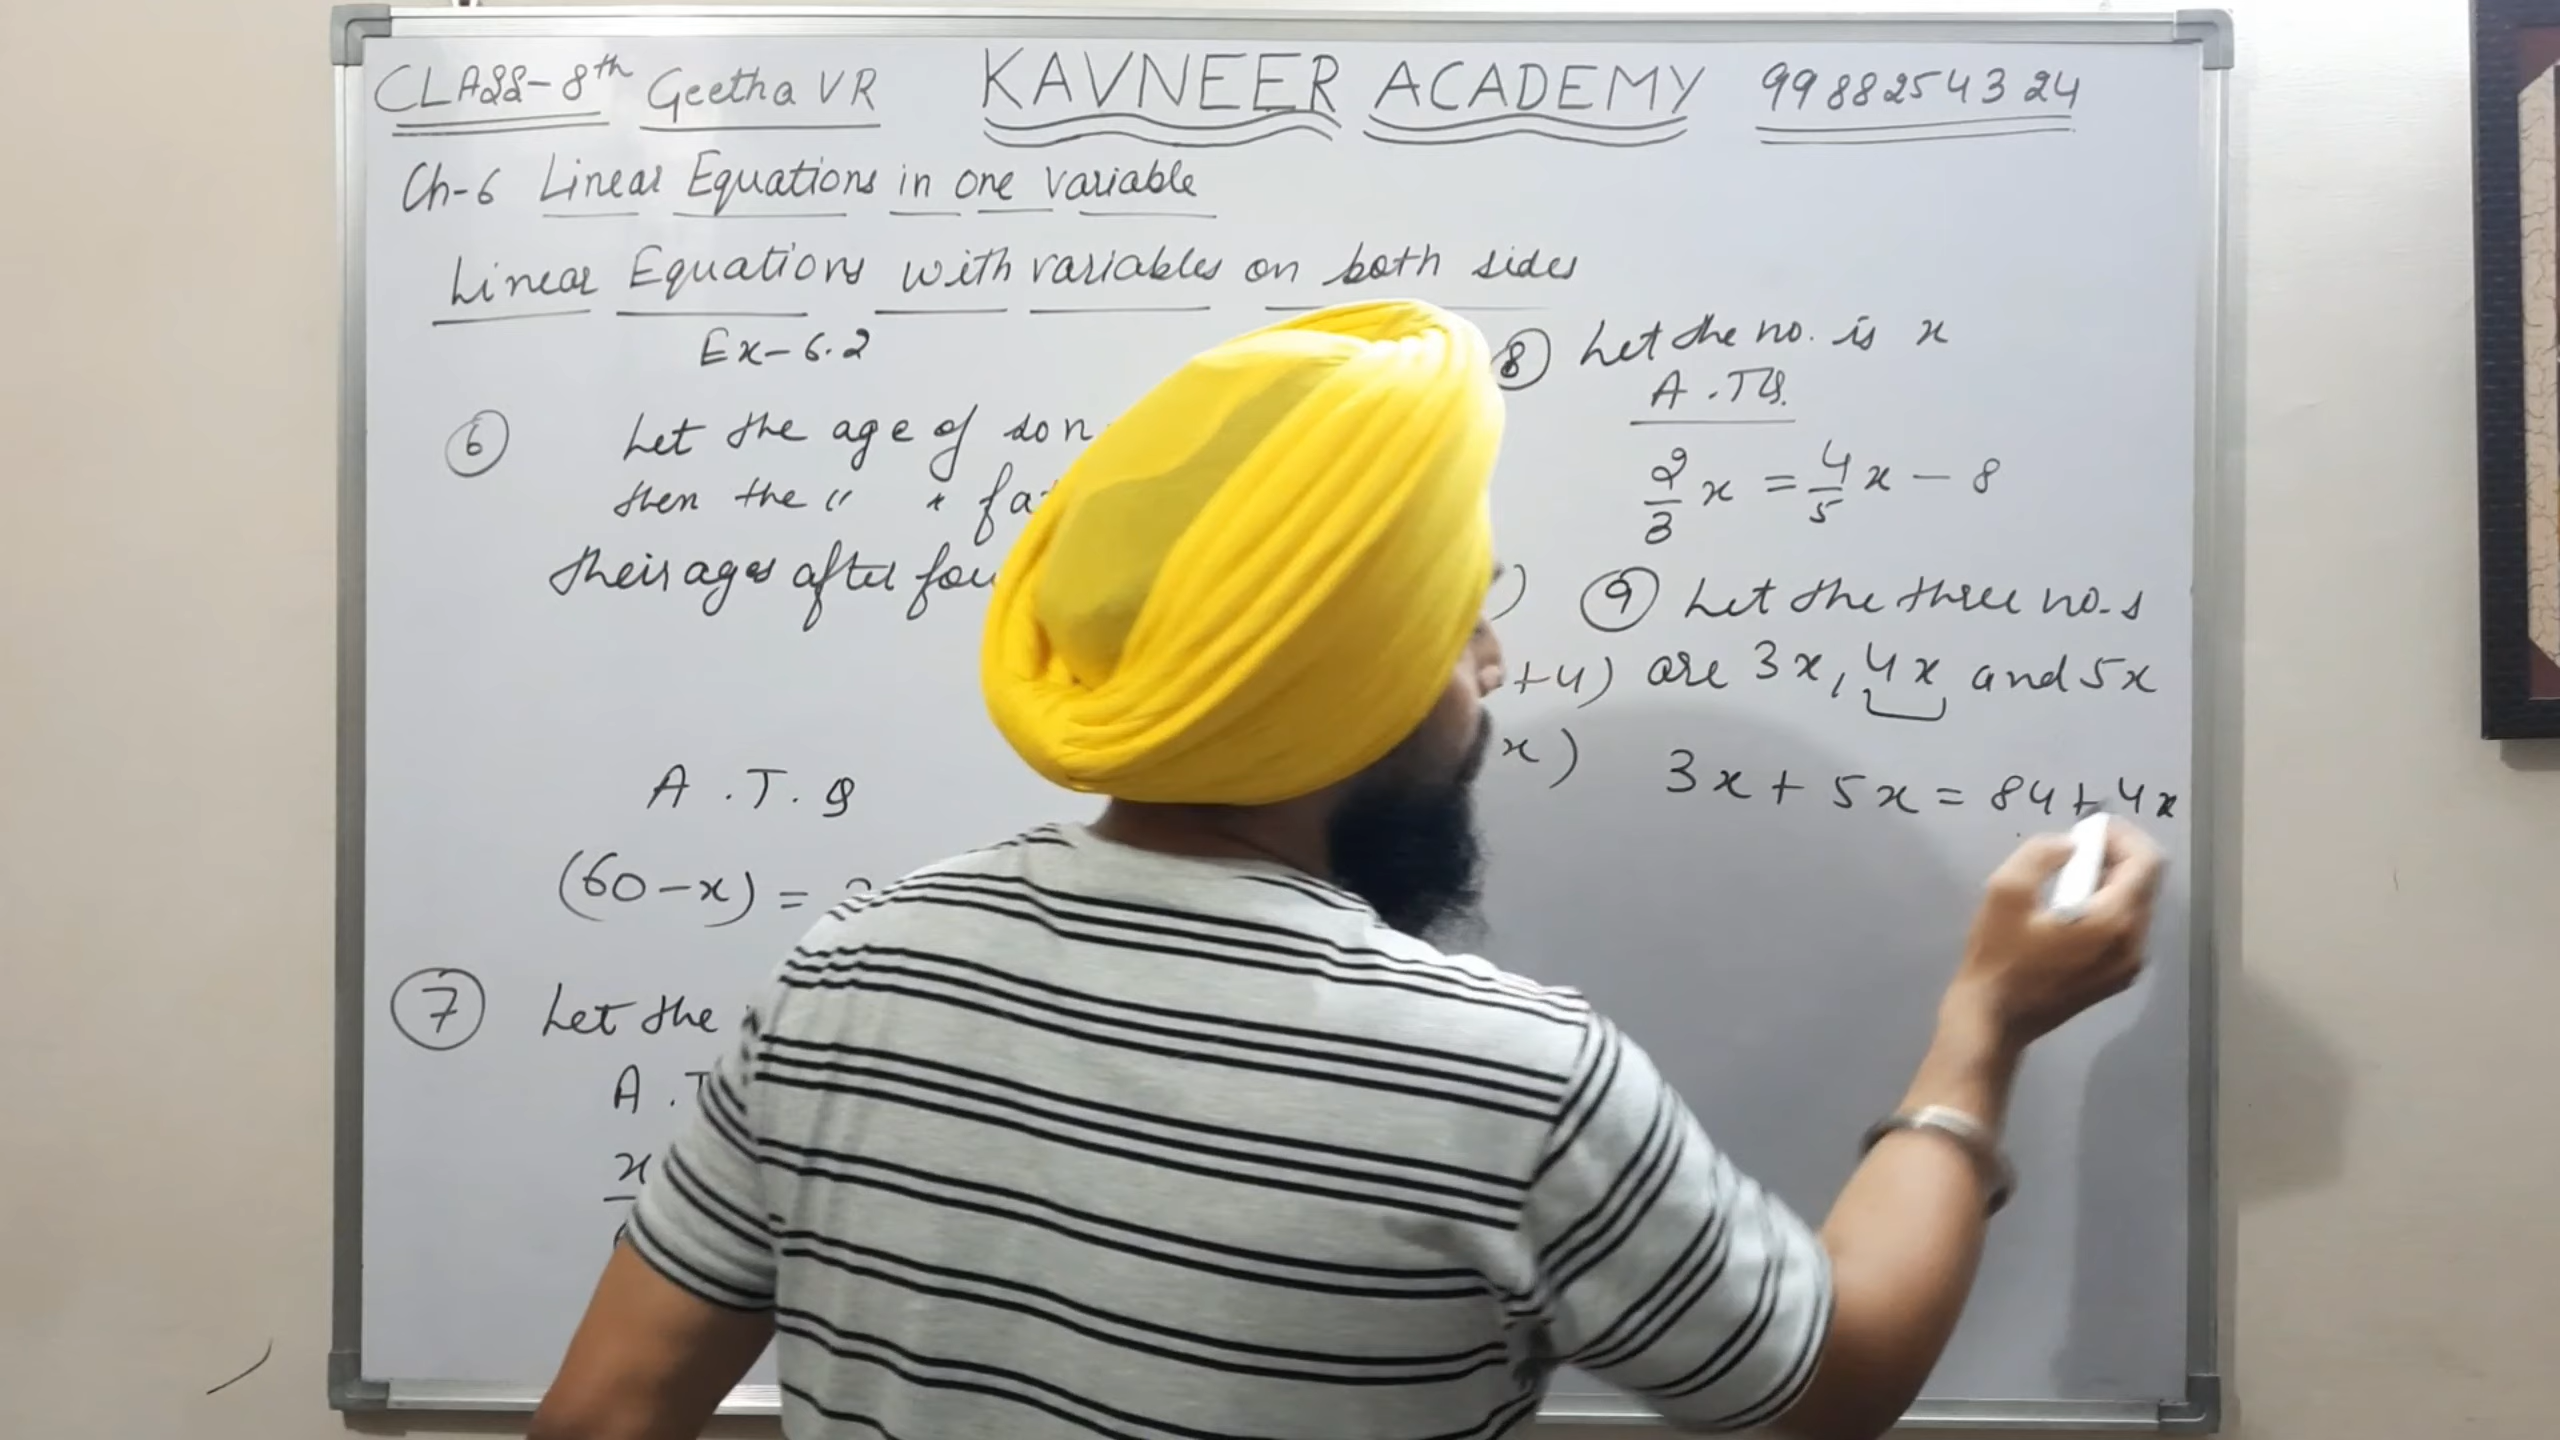 CLASS-8th Geetha VR KAVNEER ACADEMY 9988254324
Ch-6 Linear Equations in one variable
Linear Equations with variables on both sides
Ex-6.2
6 Let the age of son
then the " "
their ages after
A.T.Q
(60-x) =
7 Let the
A.T
x
8 Let the no. is x
A.T.Q.
2/3 x = 4/5 x - 8
9 Let the three no.s
+4) are 3x, 4x and 5x
x) 3x + 5x = 84 + 4x